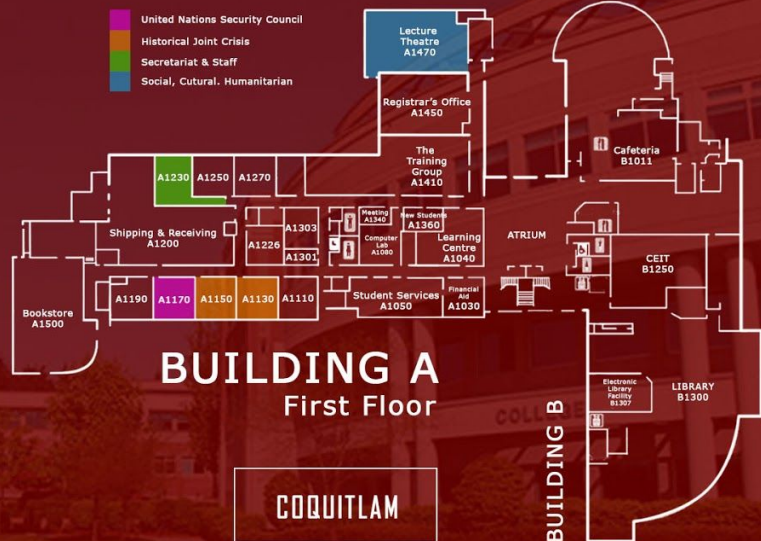 United Nations Security Council
Historical Joint Crisis
Secretariat & Staff
Social, Cutural. Humanitarian
Lecture
Theatre
A1470
Registrar's Office
A1450
The
Training
Group
A1410
Cafeteria
B1011
A1230
A1250
A1270
Shipping & Receiving
A1200
A1226
A1303
A1301
Meeting
A1340
Computer
Lab
A1080
New Students
A1360
Learning
Centre
A1040
ATRIUM
CEIT
B1250
Bookstore
A1500
A1190
A1170
A1150
A1130
A1110
Student Services
A1050
Financial
Aid
A1030
Electronic
Library
Facility
B1307
LIBRARY
B1300
BUILDING A
First Floor
BUILDING B
COLLEGE
COQUITLAM